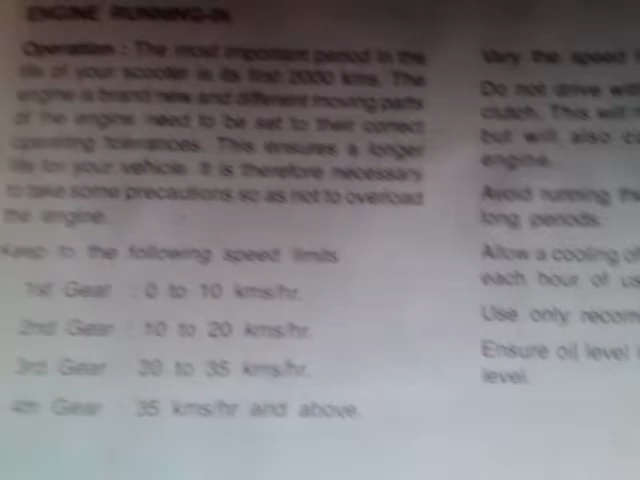 ENGINE RUNNING-IN
Operation : The most important period in the
life of your scooter is its first 2000 kms. The
engine is brand new and different moving parts
of the engine need to be set to their correct
operating tolerances. This ensures a longer
life for your vehicle. It is therefore necessary
to take some precautions so as not to overload
the engine.
Keep to the following speed limits
1st Gear : 0 to 10 kms/hr.
2nd Gear : 10 to 20 kms/hr.
3rd Gear : 20 to 35 kms/hr.
4th Gear : 35 kms/hr and above.
Vary the speed
Do not drive with
clutch. This will
but will also
engine.
Avoid running the
long periods.
Allow a cooling of
each hour of
Use only
Ensure oil level
level.